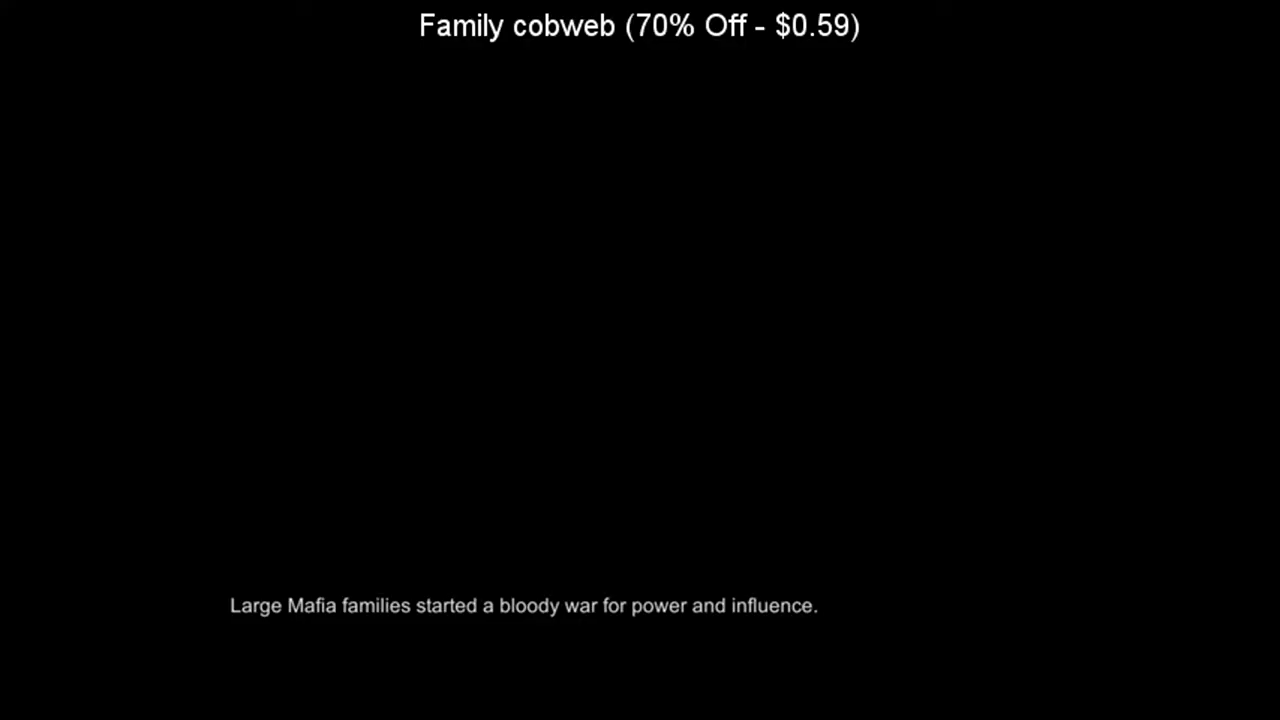 Family cobweb (70% Off - $0.59)
Large Mafia families started a bloody war for power and influence.